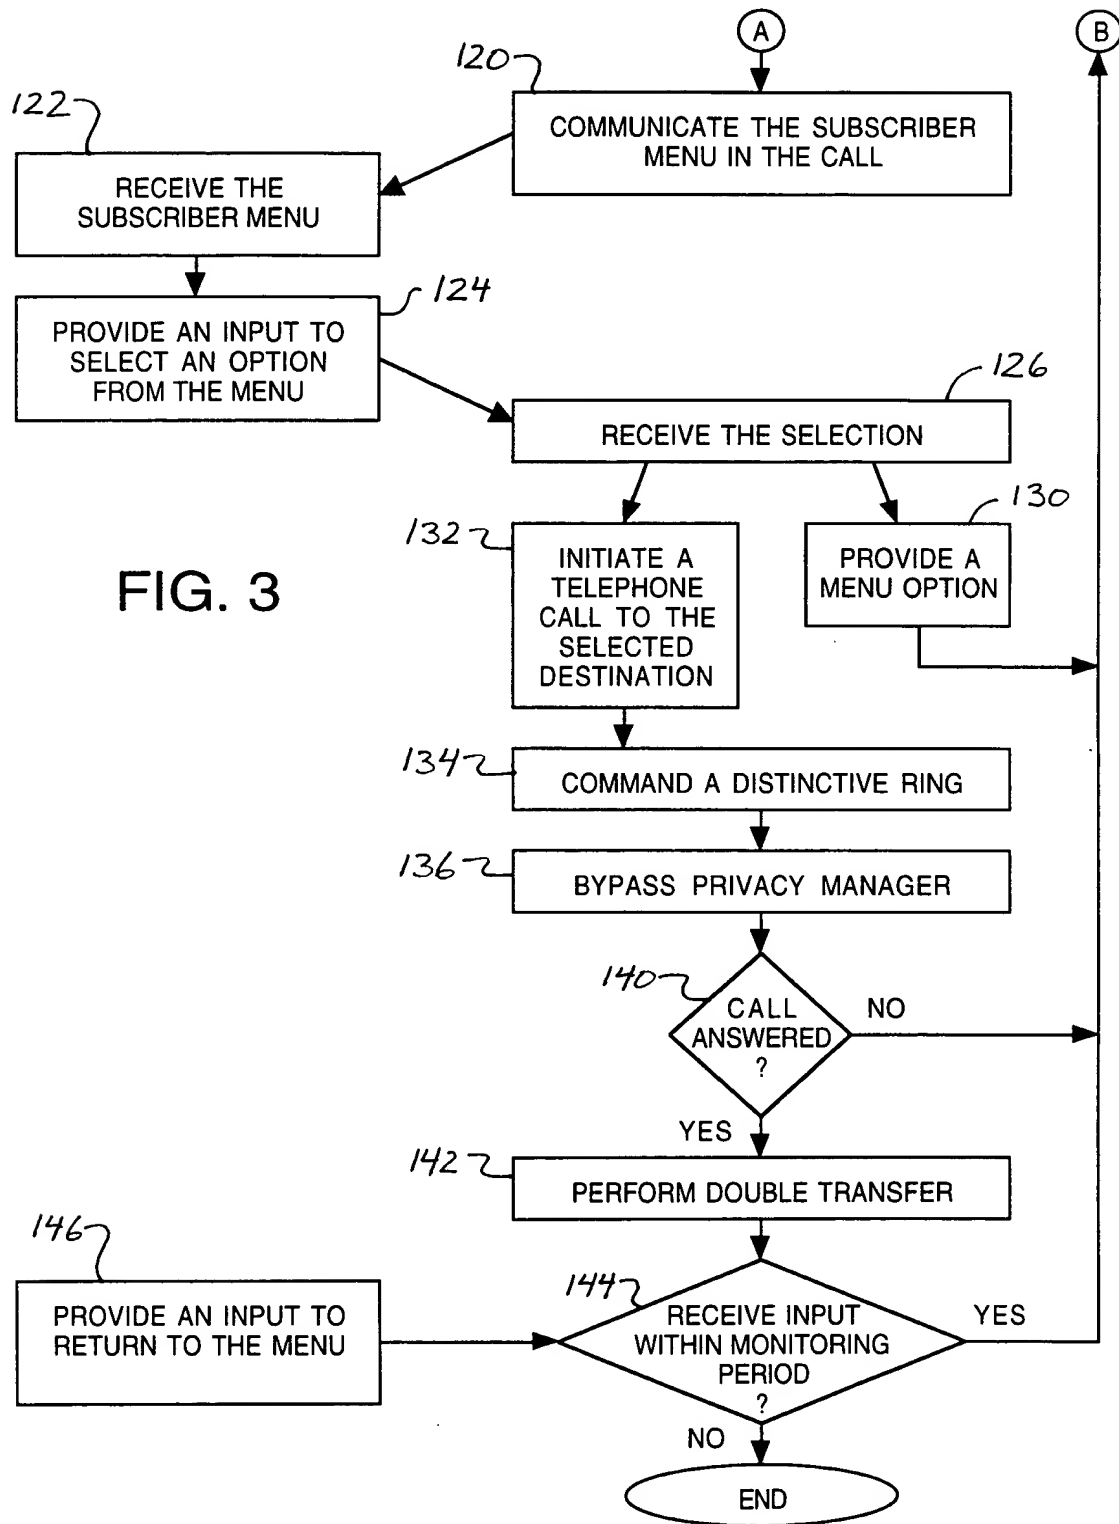 A
B
120
COMMUNICATE THE SUBSCRIBER
MENU IN THE CALL
122
RECEIVE THE
SUBSCRIBER MENU
124
PROVIDE AN INPUT TO
SELECT AN OPTION
FROM THE MENU
126
RECEIVE THE SELECTION
132
INITIATE A
TELEPHONE
CALL TO THE
SELECTED
DESTINATION
130
PROVIDE A
MENU OPTION
FIG. 3
134
COMMAND A DISTINCTIVE RING
136
BYPASS PRIVACY MANAGER
140
CALL
ANSWERED
?
NO
YES
142
PERFORM DOUBLE TRANSFER
146
PROVIDE AN INPUT TO
RETURN TO THE MENU
144
RECEIVE INPUT
WITHIN MONITORING
PERIOD
?
YES
NO
END